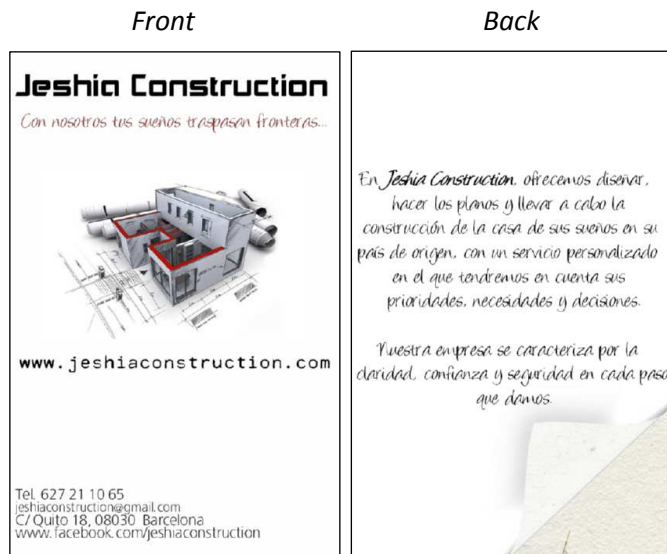 Front
Jeshia Construction
Con nosotros tus sueños traspasan fronteras...
www.jeshiaconstruction.com
Tel. 627 21 10 65
jeshiaconstruction@gmail.com
C/ Quito 18, 08030 Barcelona
www.facebook.com/jeshiaconstruction
Back
En Jeshia Construction, ofrecemos diseñar,
hacer los planos y llevar a cabo la
construcción de la casa de sus sueños en su
país de origen, con un servicio personalizado
en el que tendremos en cuenta sus
prioridades, necesidades y decisiones.
Nuestra empresa se caracteriza por la
claridad, confianza y seguridad en cada paso
que damos.